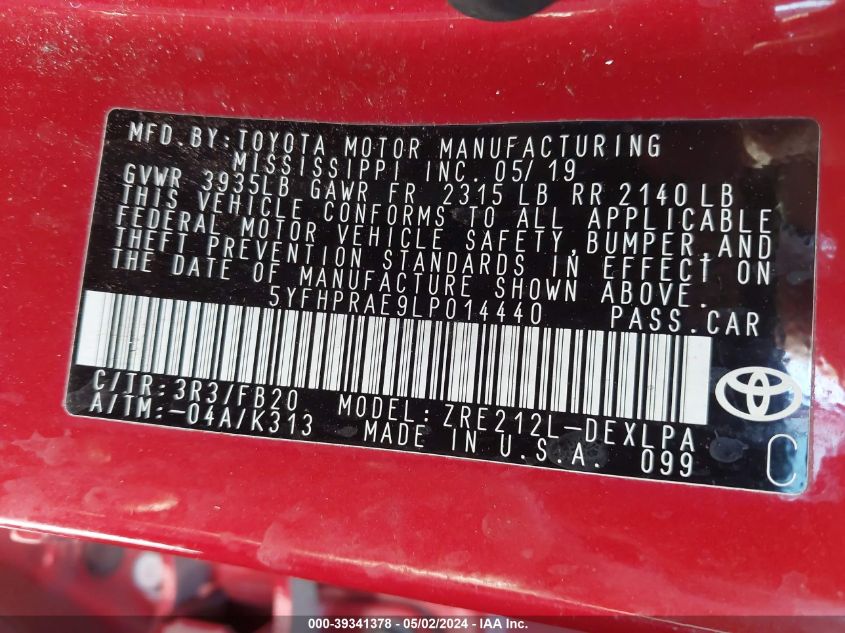 MFD.BY:TOYOTA MOTOR MANUFACTURING
MISSISSIPPI INC. 05/19
GVWR 3935LB GAWR FR 2315 LB RR 2140 LB
THIS VEHICLE CONFORMS TO ALL APPLICABLE
FEDERAL MOTOR VEHICLE SAFETY,BUMPER,AND
THEFT PREVENTION STANDARDS IN EFFECT ON
THE DATE OF MANUFACTURE SHOWN ABOVE.
5YFHPRAE9LP014440 PASS.CAR
C/TR:3R3/FB20 MODEL:ZRE212L-DEXLPA
A/TM:-04A/K313 MADE IN U.S.A. 099
C
000-39341378 - 05/02/2024 - IAA Inc.